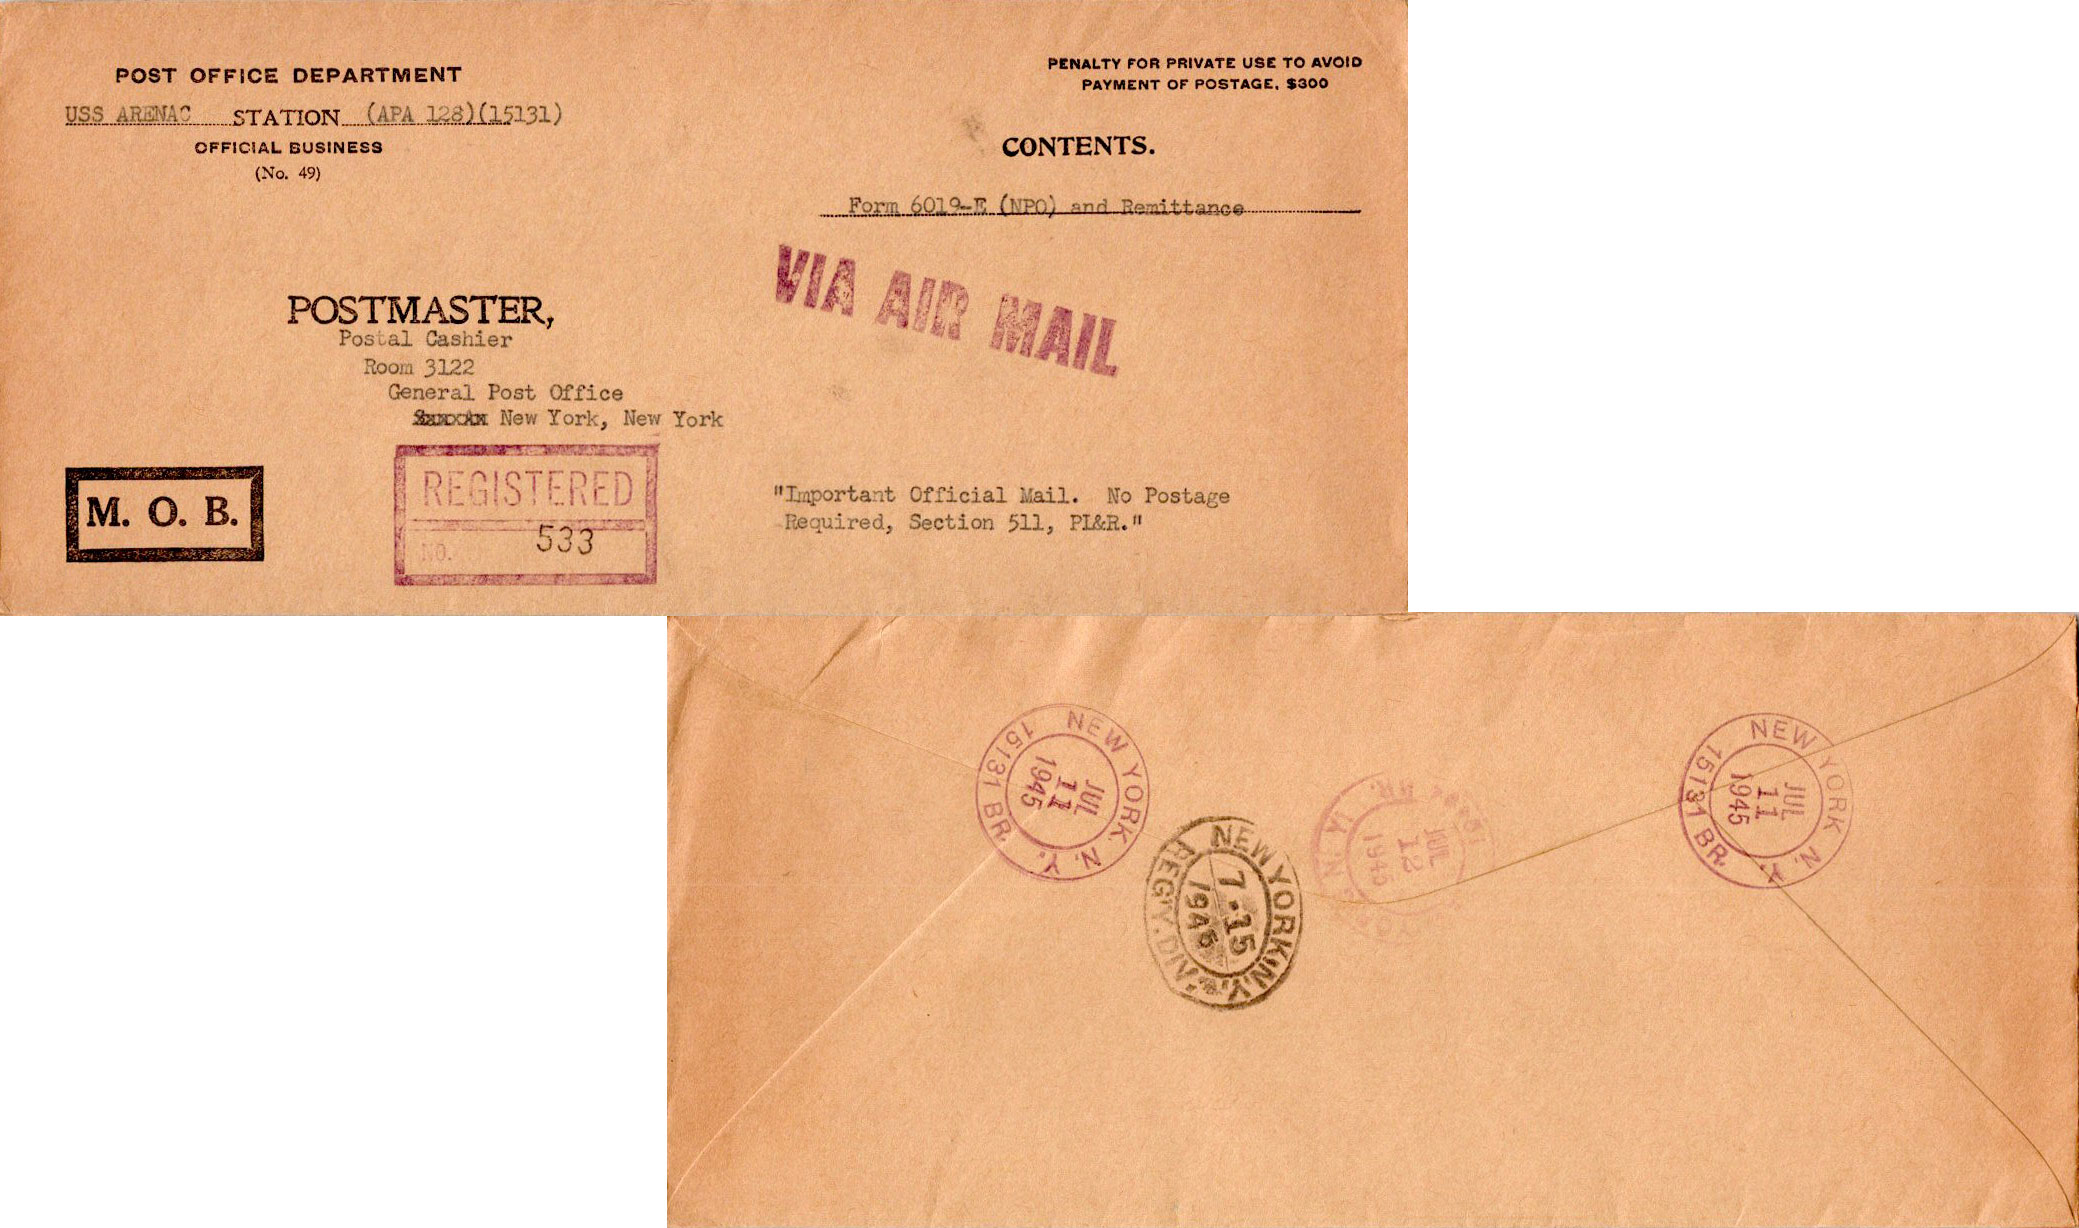 POST OFFICE DEPARTMENT
USS ARENAC STATION (APA 128)(15131)
OFFICIAL BUSINESS
(No. 49)
PENALTY FOR PRIVATE USE TO AVOID
PAYMENT OF POSTAGE, $300
CONTENTS.
Form 6019-E (NPO) and Remittance
VIA AIR MAIL
POSTMASTER,
Postal Cashier
Room 3122
General Post Office
New York, New York
M. O. B.
REGISTERED
NO. 533
"Important Official Mail. No Postage
Required, Section 511, PL&R."
NEW YORK, N.Y.
15131 BR.
JUL
11
1945
NEW YORK, N.Y.
REG'Y. DIV.
7-15
1945
BR.
JUL
12
1945
NEW YORK N.Y.
15131 BR.
JUL
11
1945